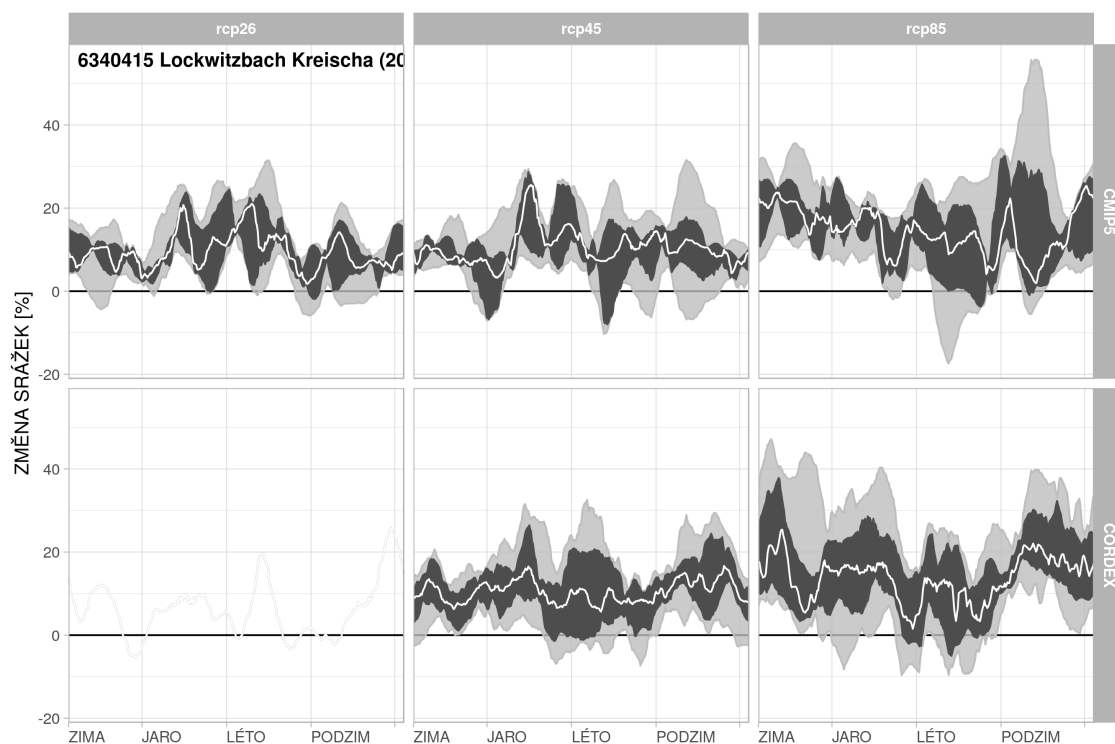 rcp26 rcp45 rcp85
6340415 Lockwitzbach Kreischa (20
40
20
0
-20
CMIP5
ZMĚNA SRÁŽEK [%]
40
20
0
-20
CORDEX
ZIMA JARO LÉTO PODZIM ZIMA JARO LÉTO PODZIM ZIMA JARO LÉTO PODZIM